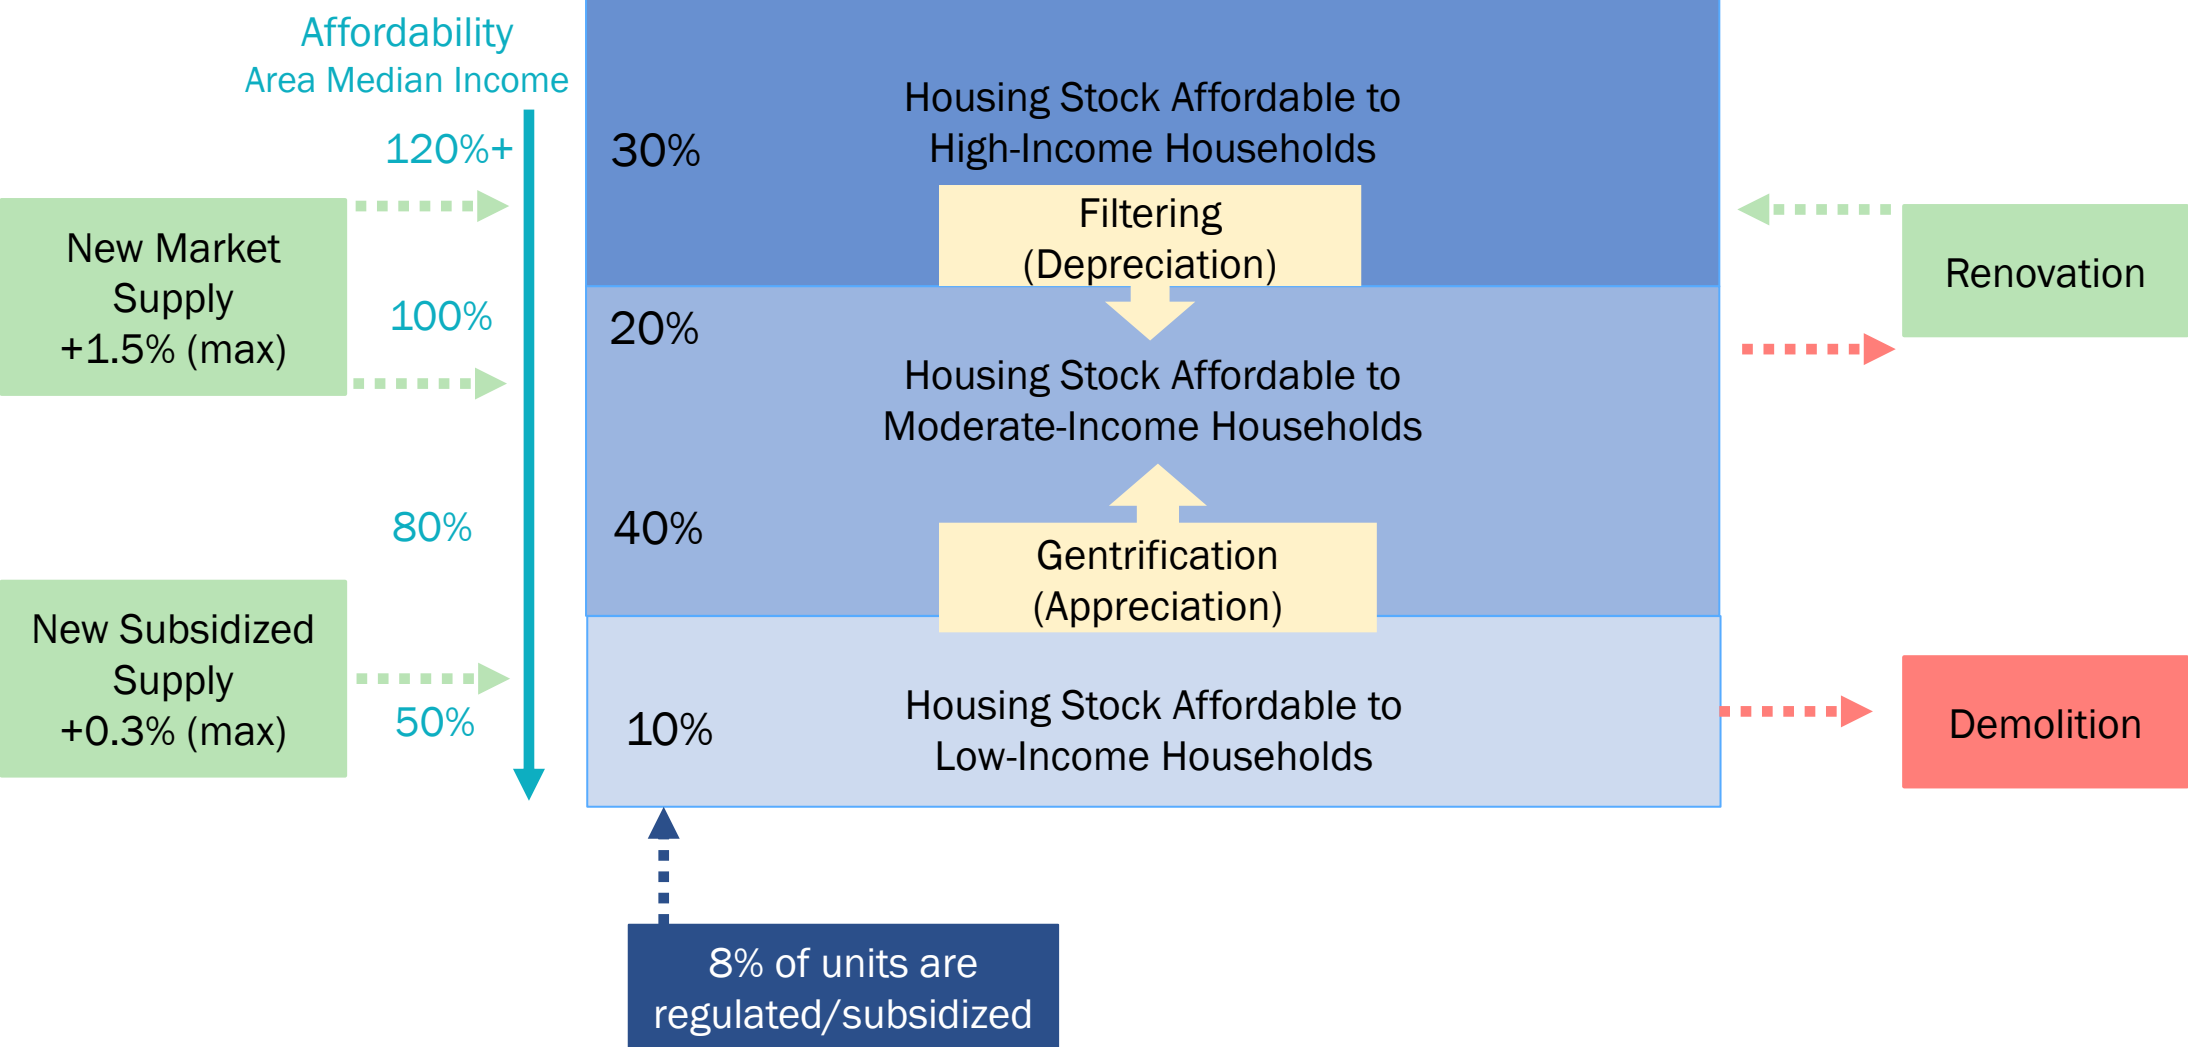 Affordability
Area Median Income
120%+
100%
80%
50%
New Market
Supply
+1.5% (max)
New Subsidized
Supply
+0.3% (max)
30%
Housing Stock Affordable to
High-Income Households
Filtering
(Depreciation)
20%
Housing Stock Affordable to
Moderate-Income Households
40%
Gentrification
(Appreciation)
10%
Housing Stock Affordable to
Low-Income Households
Renovation
Demolition
8% of units are
regulated/subsidized